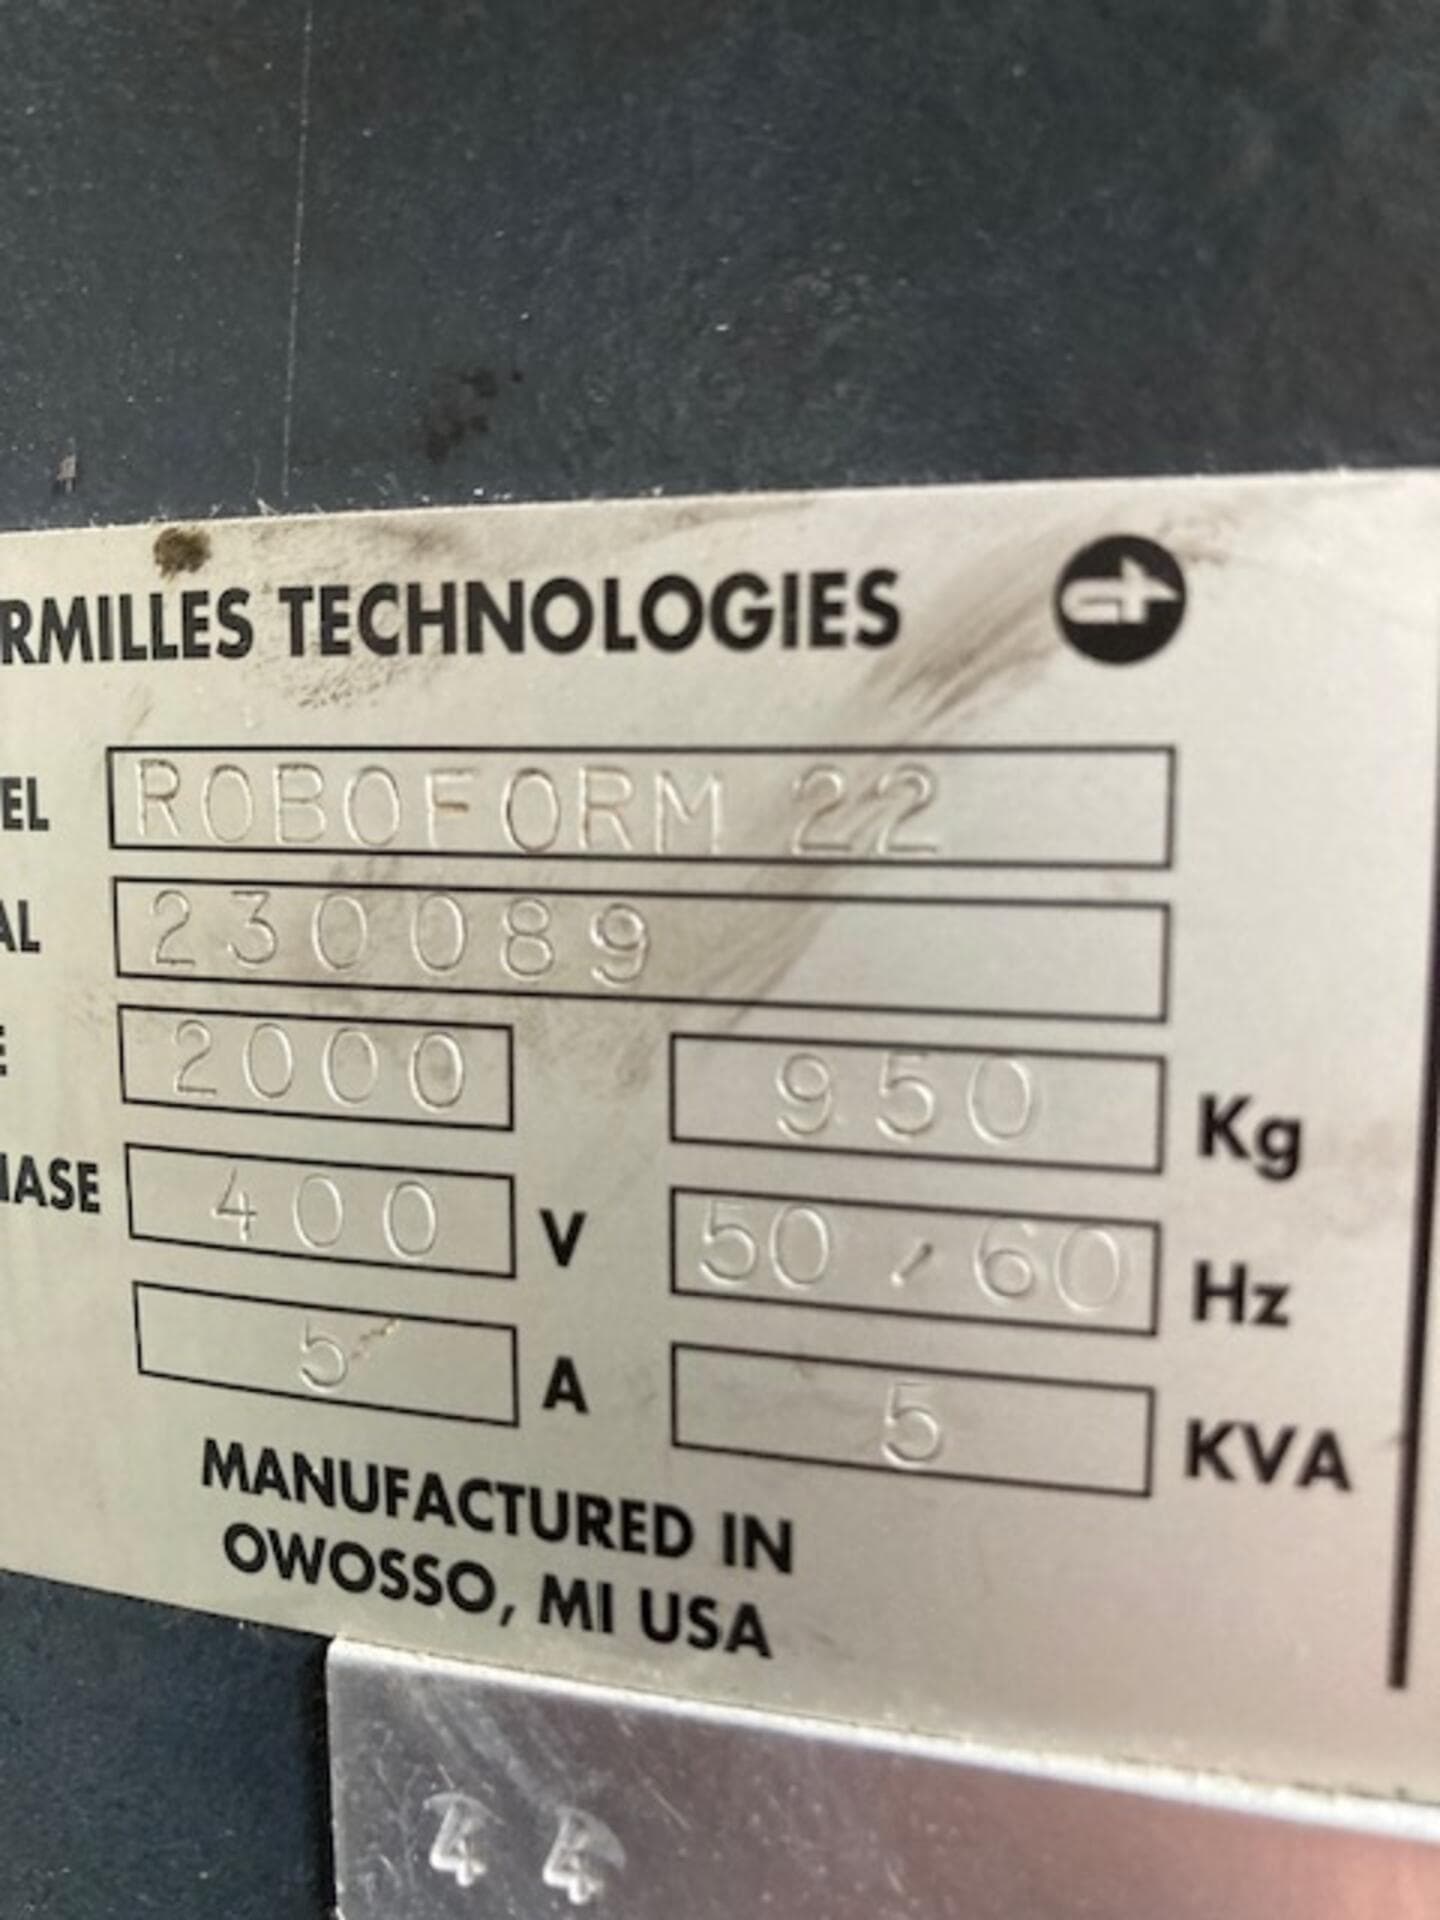 RMILLES TECHNOLOGIES
EL ROBOFORM 22
AL 230089
E 2000 950 Kg
HASE 400 V 50/60 Hz
5 A 5 KVA
MANUFACTURED IN
OWOSSO, MI USA
44